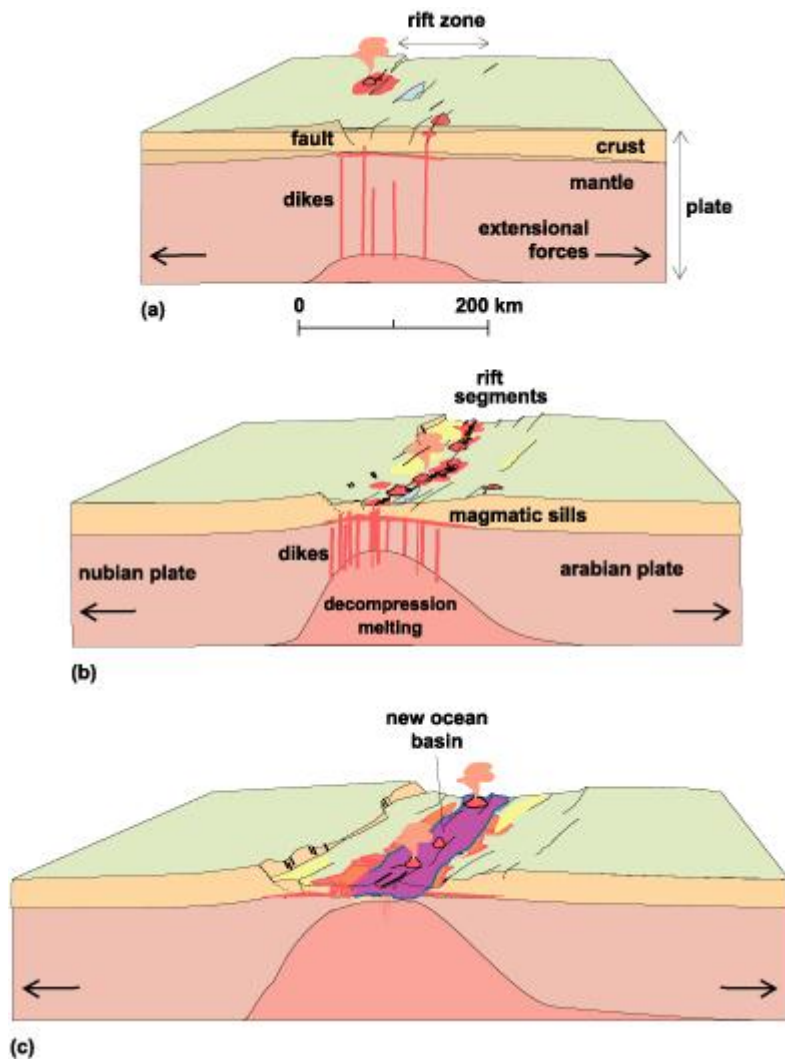 rift zone
fault
crust
mantle
dikes
plate
extensional
forces
(a)
0
200 km
rift
segments
magmatic sills
dikes
nubian plate
arabian plate
decompression
melting
(b)
new ocean
basin
(c)